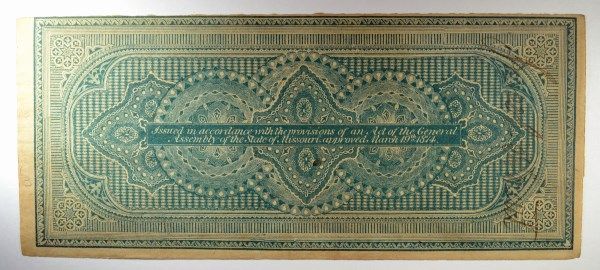 Issued in accordance with the provisions of an Act of the General
Assembly of the State of Missouri approved March 19th 1874.